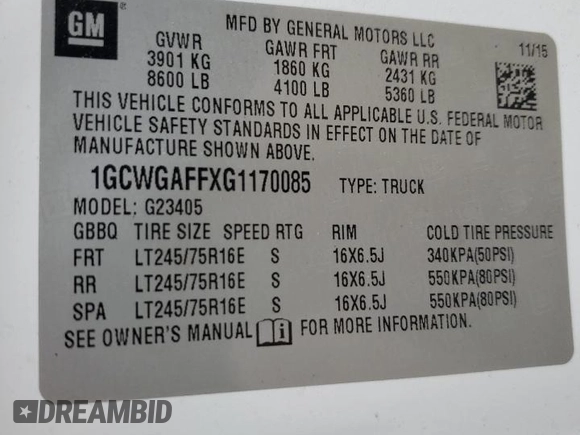 GM
MFD BY GENERAL MOTORS LLC
GVWR GAWR FRT GAWR RR 11/15
3901 KG 1860 KG 2431 KG
8600 LB 4100 LB 5360 LB
THIS VEHICLE CONFORMS TO ALL APPLICABLE U.S. FEDERAL MOTOR
VEHICLE SAFETY STANDARDS IN EFFECT ON THE DATE OF
MANUFACTURE SHOWN ABOVE.
1GCWGAFFXG1170085 TYPE: TRUCK
MODEL: G23405
GBBQ TIRE SIZE SPEED RTG RIM COLD TIRE PRESSURE
FRT LT245/75R16E S 16X6.5J 340KPA(50PSI)
RR LT245/75R16E S 16X6.5J 550KPA(80PSI)
SPA LT245/75R16E S 16X6.5J 550KPA(80PSI)
SEE OWNER'S MANUAL i FOR MORE INFORMATION.
DREAMBID